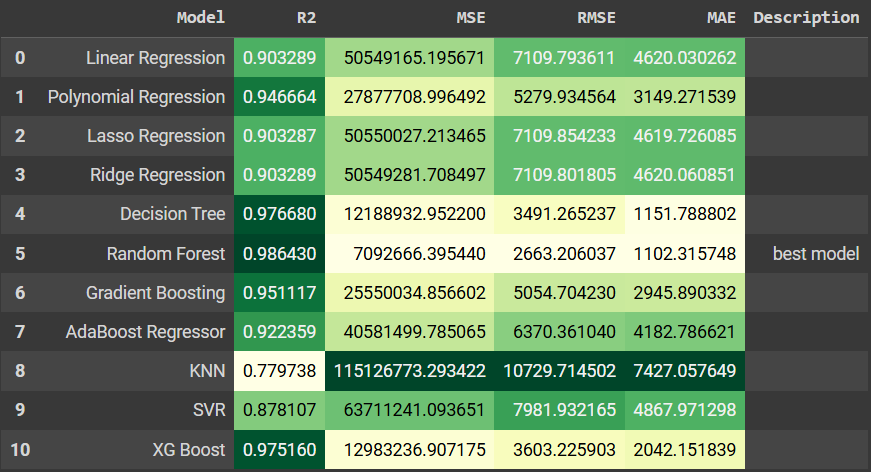 Model R2 MSE RMSE MAE Description
0 Linear Regression 0.903289 50549165.195671 7109.793611 4620.030262
1 Polynomial Regression 0.946664 27877708.996492 5279.934564 3149.271539
2 Lasso Regression 0.903287 50550027.213465 7109.854233 4619.726085
3 Ridge Regression 0.903289 50549281.708497 7109.801805 4620.060851
4 Decision Tree 0.976680 12188932.952200 3491.265237 1151.788802
5 Random Forest 0.986430 7092666.395440 2663.206037 1102.315748 best model
6 Gradient Boosting 0.951117 25550034.856602 5054.704230 2945.890332
7 AdaBoost Regressor 0.922359 40581499.785065 6370.361040 4182.786621
8 KNN 0.779738 115126773.293422 10729.714502 7427.057649
9 SVR 0.878107 63711241.093651 7981.932165 4867.971298
10 XG Boost 0.975160 12983236.907175 3603.225903 2042.151839